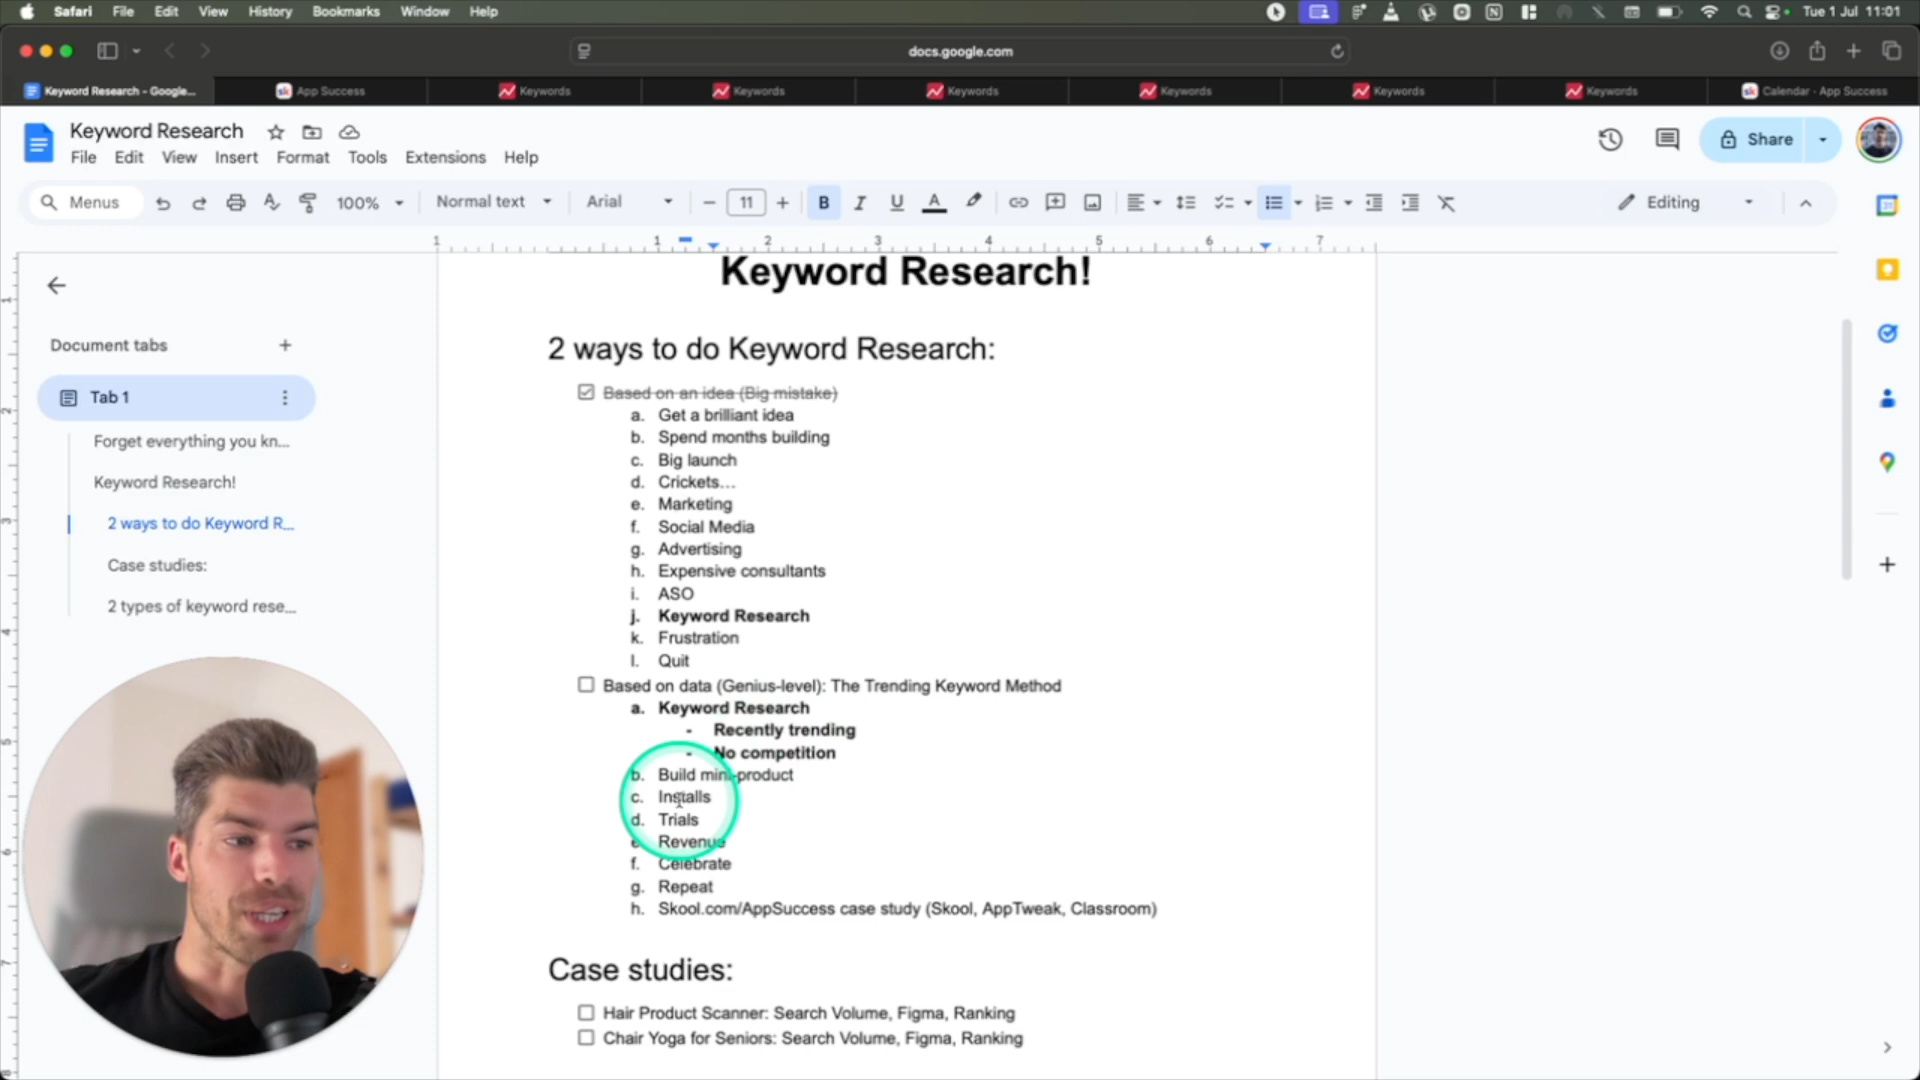 Safari File Edit View History Bookmarks Window Help Tue 1 Jul 11:01
docs.google.com
Keyword Research - Google... App Success Keywords Keywords Keywords Keywords Keywords Keywords Calendar - App Success
Keyword Research
File Edit View Insert Format Tools Extensions Help
Share
Menus 100% Normal text Arial 11 Editing
1 1 2 3 4 5 6 7
Document tabs
Tab 1
Forget everything you kn...
Keyword Research!
2 ways to do Keyword R...
Case studies:
2 types of keyword rese...
Keyword Research!
2 ways to do Keyword Research:
Based on an idea (Big mistake)
a. Get a brilliant idea
b. Spend months building
c. Big launch
d. Crickets...
e. Marketing
f. Social Media
g. Advertising
h. Expensive consultants
i. ASO
j. Keyword Research
k. Frustration
l. Quit
Based on data (Genius-level): The Trending Keyword Method
a. Keyword Research
- Recently trending
- No competition
b. Build mini-product
c. Installs
d. Trials
e. Revenue
f. Celebrate
g. Repeat
h. Skool.com/AppSuccess case study (Skool, AppTweak, Classroom)
Case studies:
Hair Product Scanner: Search Volume, Figma, Ranking
Chair Yoga for Seniors: Search Volume, Figma, Ranking